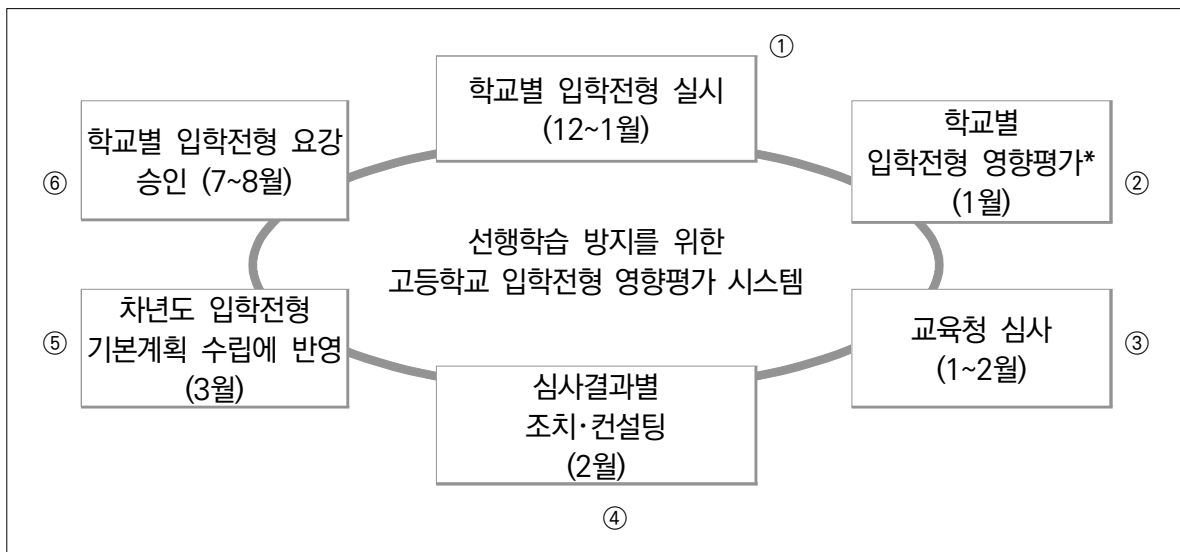 ①
학교별 입학전형 실시
(12~1월)
②
학교별
입학전형 영향평가*
(1월)
③
교육청 심사
(1~2월)
④
심사결과별
조치·컨설팅
(2월)
⑤
차년도 입학전형
기본계획 수립에 반영
(3월)
⑥
학교별 입학전형 요강
승인 (7~8월)
선행학습 방지를 위한
고등학교 입학전형 영향평가 시스템